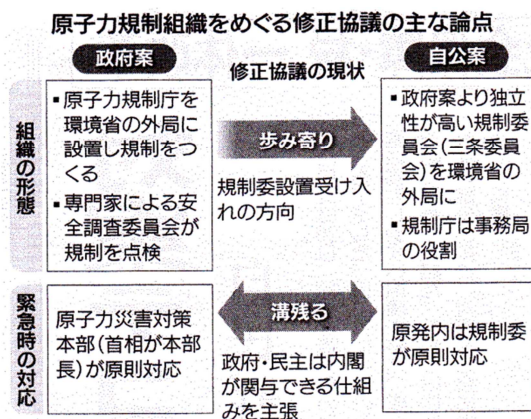 原子力規制組織をめぐる修正協議の主な論点
政府案
修正協議の現状
自公案
組織の形態
▪原子力規制庁を
環境省の外局に
設置し規制をつ
くる
▪専門家による安
全調査委員会が
規制を点検
歩み寄り
規制委設置受け入
れの方向
▪政府案より独立
性が高い規制委
員会(三条委員
会)を環境省の
外局に
▪規制庁は事務局
の役割
緊急時の対応
原子力災害対策
本部(首相が本部
長)が原則対応
溝残る
政府・民主は内閣
が関与できる仕組
みを主張
原発内は規制委
が原則対応